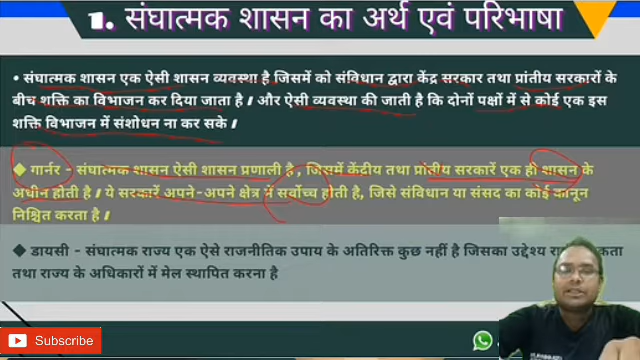 1. संघात्मक शासन का अर्थ एवं परिभाषा
• संघात्मक शासन एक ऐसी शासन व्यवस्था है जिसमें को संविधान द्वारा केंद्र सरकार तथा प्रांतीय सरकारों के
बीच शक्ति का विभाजन कर दिया जाता है। और ऐसी व्यवस्था की जाती है कि दोनों पक्षों में से कोई एक इस
शक्ति विभाजन में संशोधन ना कर सके।
◆ गार्नर - संघात्मक शासन ऐसी शासन प्रणाली है, जिसमें केंद्रीय तथा प्रांतीय सरकारें एक ही शासन के
अधीन होती है। ये सरकारें अपने-अपने क्षेत्र में सर्वोच्च होती है, जिसे संविधान या संसद का कोई कानून
निश्चित करता है।
◆ डायसी - संघात्मक राज्य एक ऐसे राजनीतिक उपाय के अतिरिक्त कुछ नहीं है जिसका उद्देश्य
तथा राज्य के अधिकारों में मेल स्थापित करना है
Subscribe